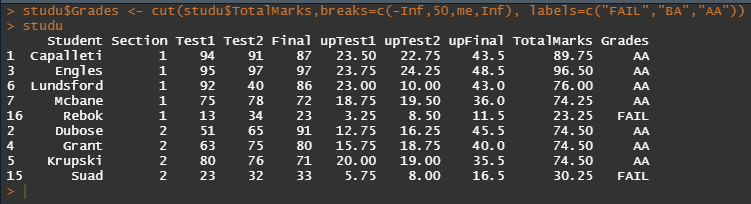 > studu$Grades <- cut(studu$TotalMarks,breaks=c(-Inf,50,me,Inf), labels=c("FAIL","BA","AA"))
> studu
Student Section Test1 Test2 Final upTest1 upTest2 upFinal TotalMarks Grades
1 Capalleti 1 94 91 87 23.50 22.75 43.5 89.75 AA
3 Engles 1 95 97 97 23.75 24.25 48.5 96.50 AA
6 Lundsford 1 92 40 86 23.00 10.00 43.0 76.00 AA
7 Mcbane 1 75 78 72 18.75 19.50 36.0 74.25 AA
16 Rebok 1 13 34 23 3.25 8.50 11.5 23.25 FAIL
2 Dubose 2 51 65 91 12.75 16.25 45.5 74.50 AA
4 Grant 2 63 75 80 15.75 18.75 40.0 74.50 AA
5 Krupski 2 80 76 71 20.00 19.00 35.5 74.50 AA
15 Suad 2 23 32 33 5.75 8.00 16.5 30.25 FAIL
>